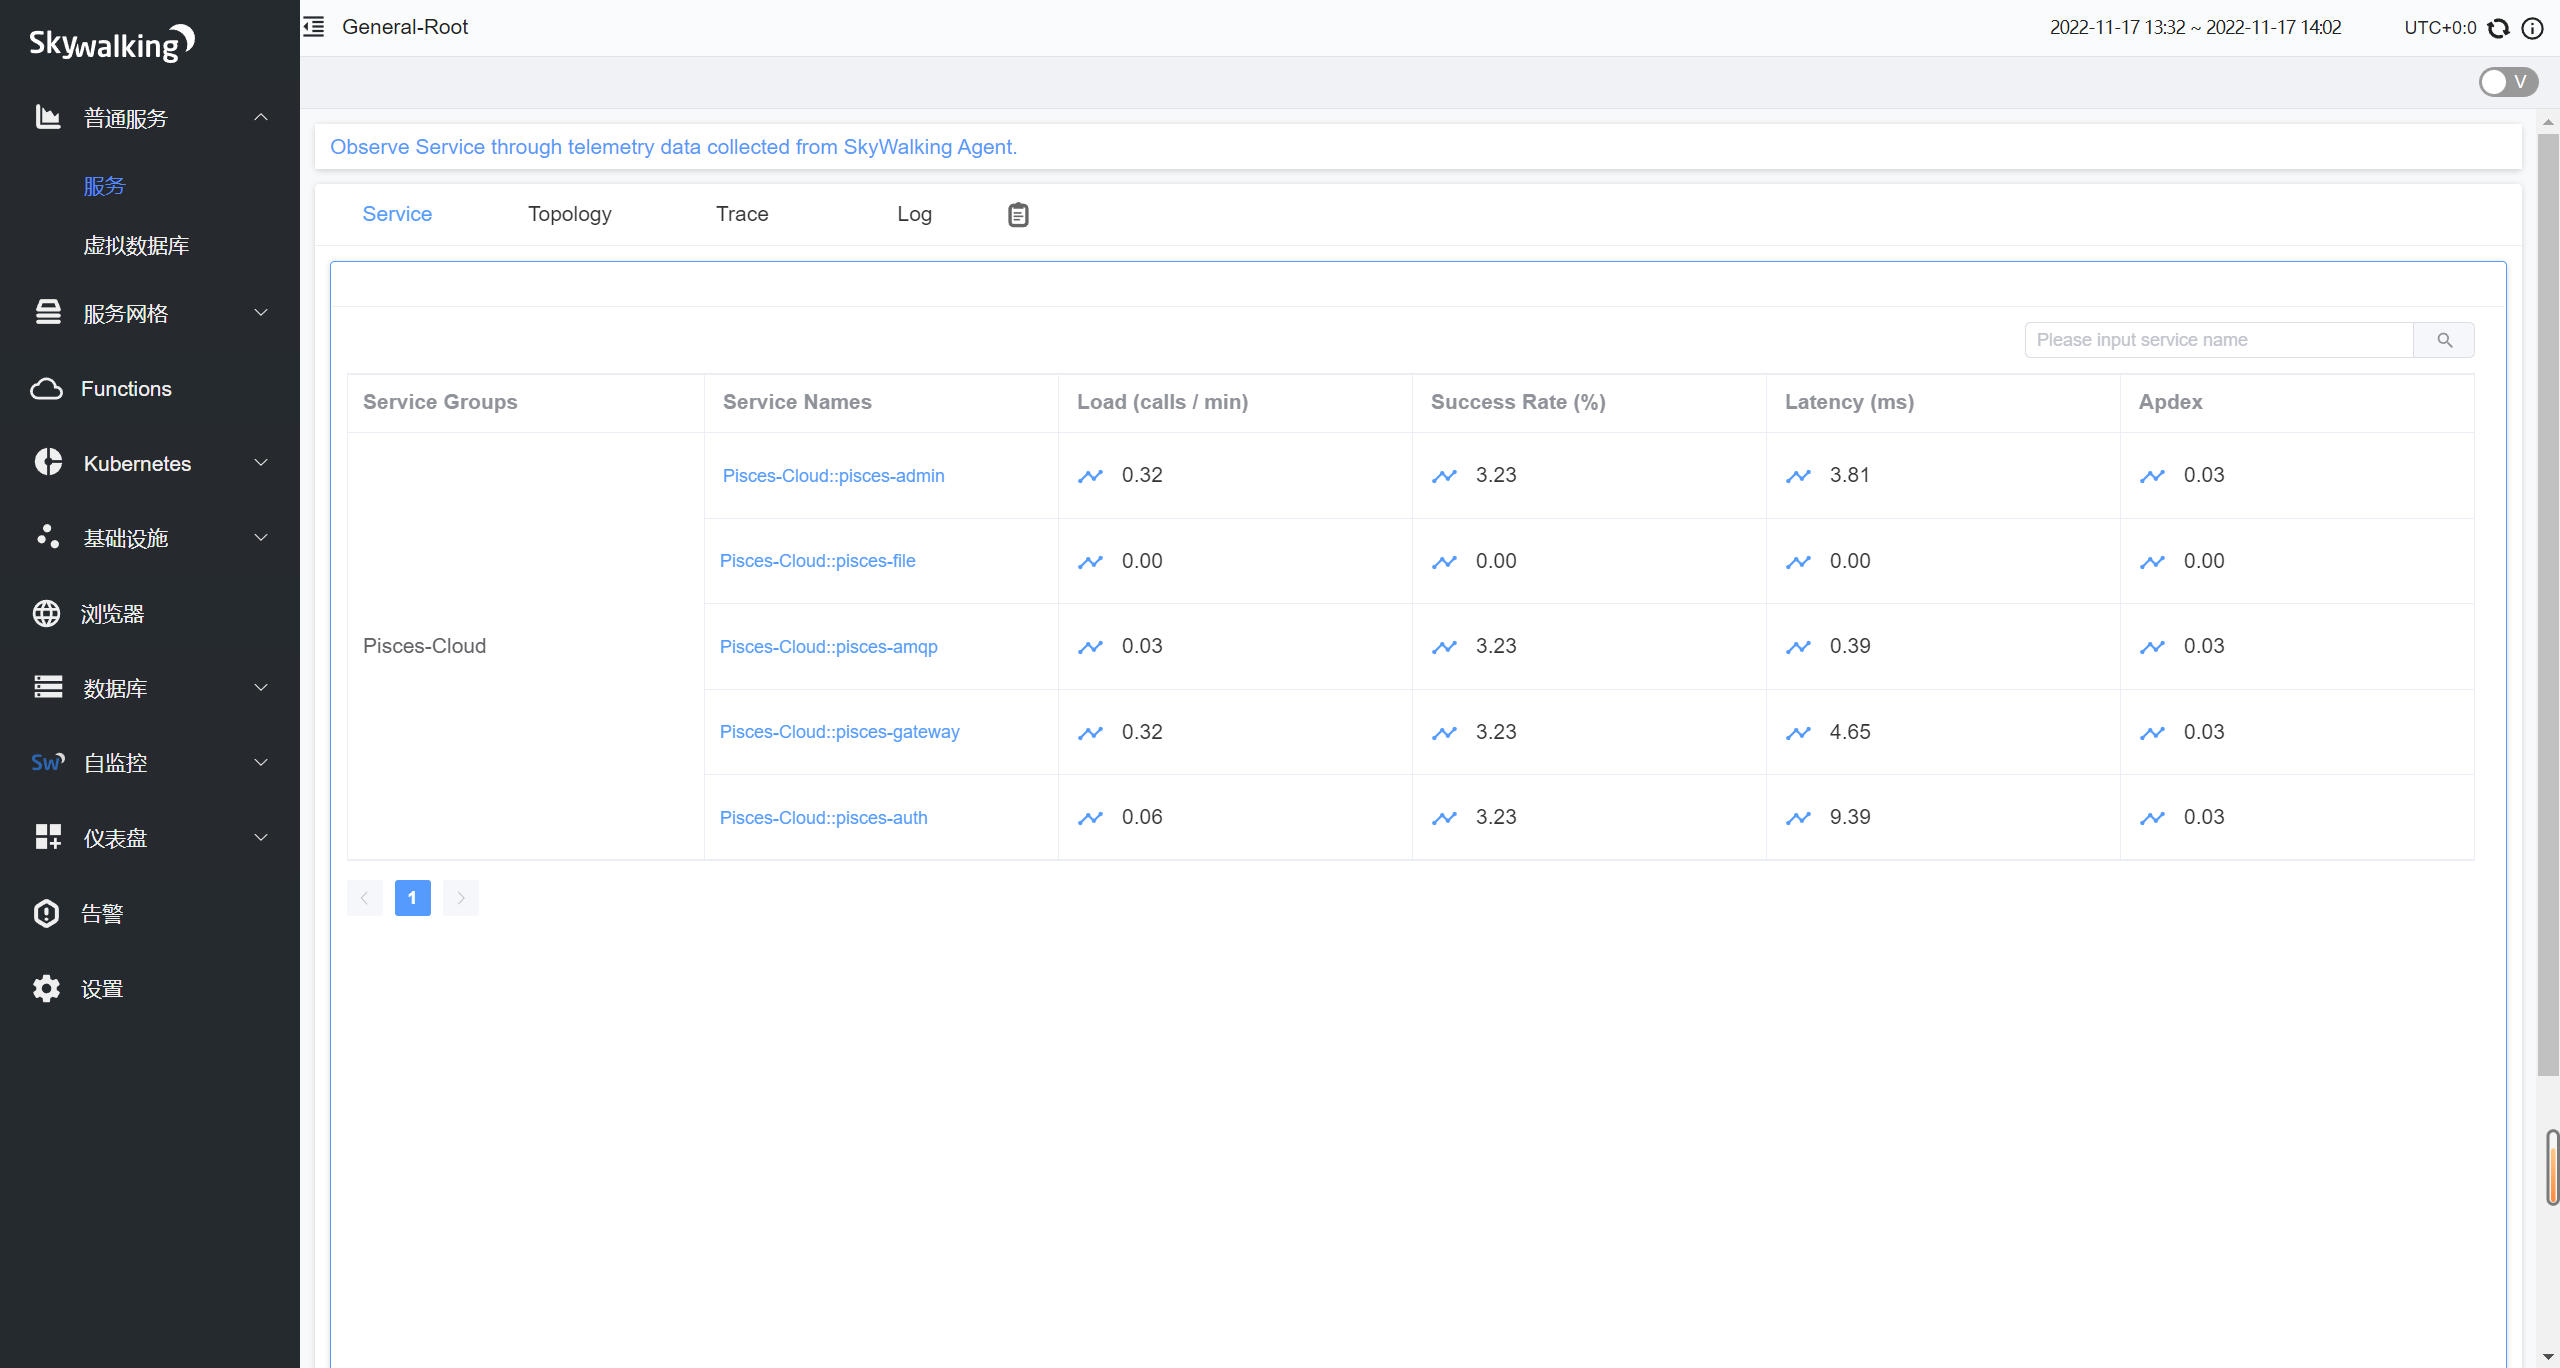 Skywalking
General-Root
2022-11-17 13:32 ~ 2022-11-17 14:02
UTC+0:0
V
普通服务
服务
虚拟数据库
服务网格
Functions
Kubernetes
基础设施
浏览器
数据库
Sw 自监控
仪表盘
告警
设置
Observe Service through telemetry data collected from SkyWalking Agent.
Service Topology Trace Log
Please input service name
Service Groups Service Names Load (calls / min) Success Rate (%) Latency (ms) Apdex
Pisces-Cloud::pisces-admin 0.32 3.23 3.81 0.03
Pisces-Cloud::pisces-file 0.00 0.00 0.00 0.00
Pisces-Cloud Pisces-Cloud::pisces-amqp 0.03 3.23 0.39 0.03
Pisces-Cloud::pisces-gateway 0.32 3.23 4.65 0.03
Pisces-Cloud::pisces-auth 0.06 3.23 9.39 0.03
1